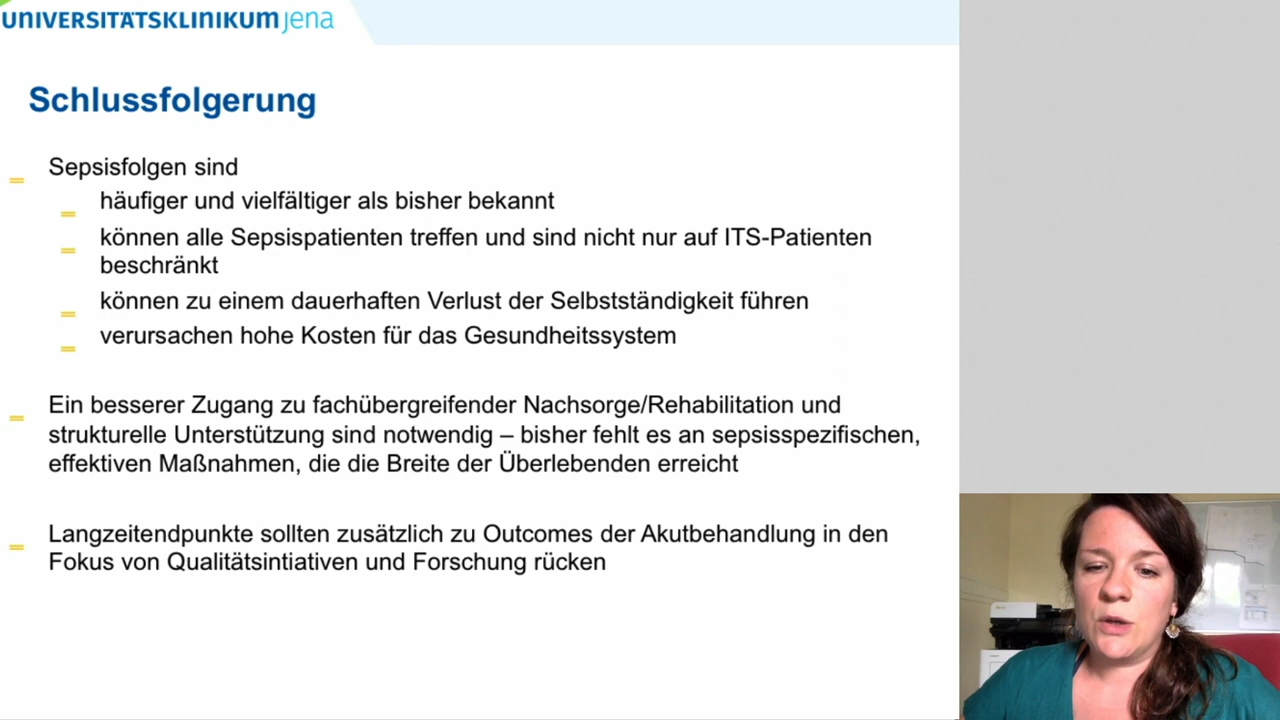 UNIVERSITÄTSKLINIKUM jena
Schlussfolgerung
Sepsisfolgen sind
häufiger und vielfältiger als bisher bekannt
können alle Sepsispatienten treffen und sind nicht nur auf ITS-Patienten
beschränkt
können zu einem dauerhaften Verlust der Selbstständigkeit führen
verursachen hohe Kosten für das Gesundheitssystem
Ein besserer Zugang zu fachübergreifender Nachsorge/Rehabilitation und
strukturelle Unterstützung sind notwendig – bisher fehlt es an sepsisspezifischen,
effektiven Maßnahmen, die die Breite der Überlebenden erreicht
Langzeitendpunkte sollten zusätzlich zu Outcomes der Akutbehandlung in den
Fokus von Qualitätsintiativen und Forschung rücken